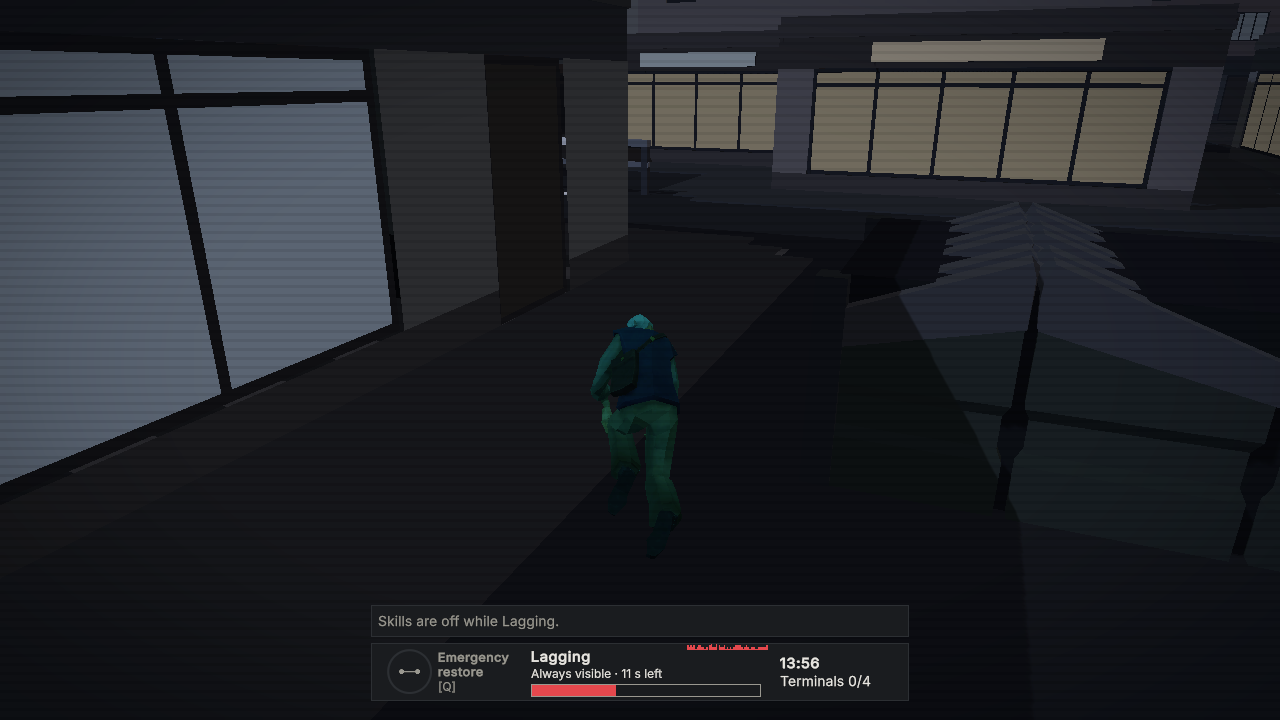 Skills are off while Lagging.
Emergency
restore
[Q]
Lagging
Always visible · 11 s left
13:56
Terminals 0/4